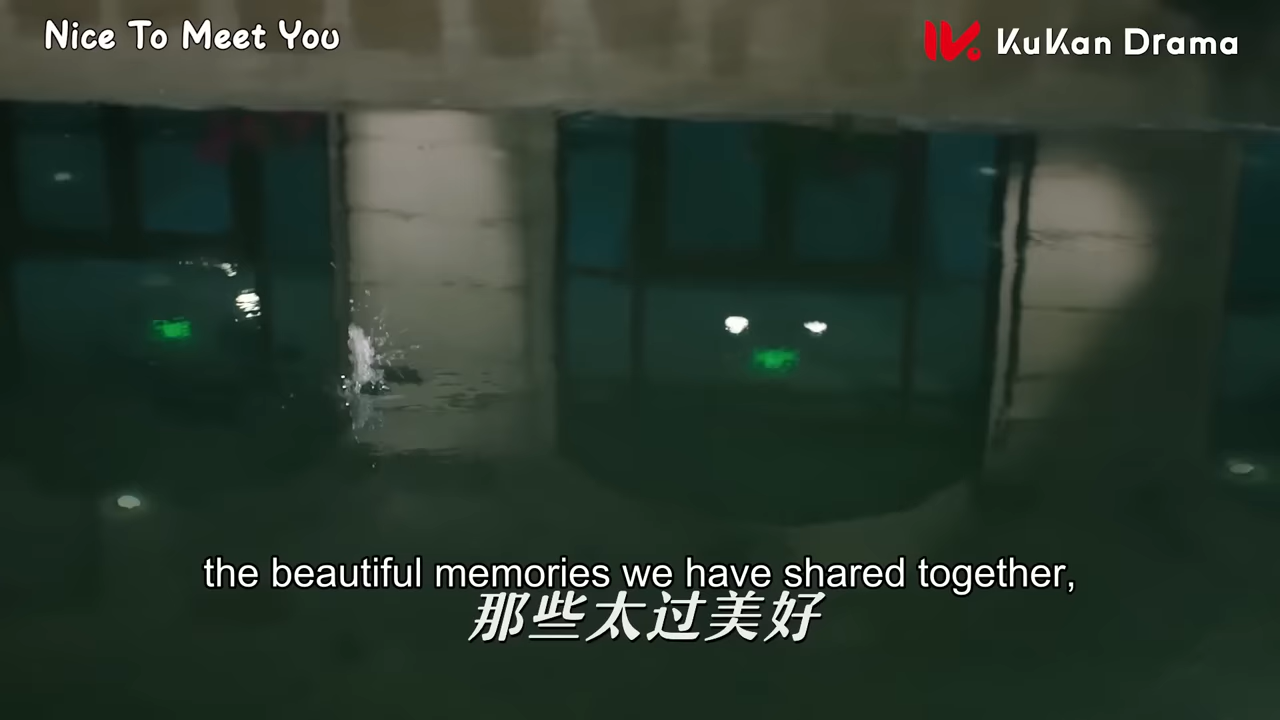 Nice To Meet You
KuKan Drama
the beautiful memories we have shared together,
那些太过美好